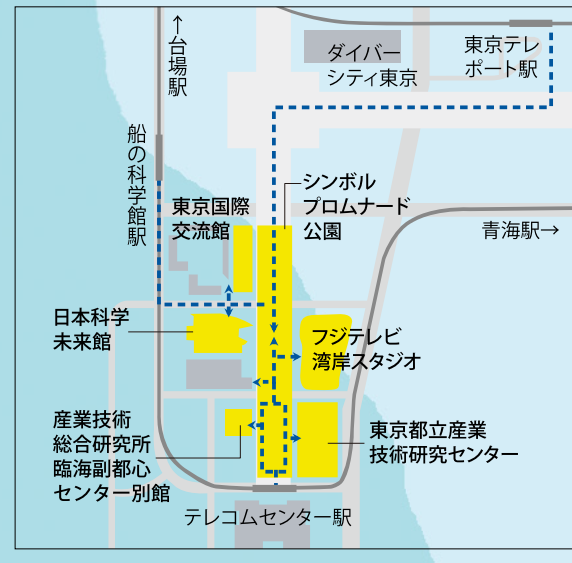 ↑台場駅
ダイバー
シティ東京
東京テレ
ポート駅
船の科学館駅
東京国際
交流館
シンボル
プロムナード
公園
青海駅→
日本科学
未来館
フジテレビ
湾岸スタジオ
産業技術
総合研究所
臨海副都心
センター別館
東京都立産業
技術研究センター
テレコムセンター駅